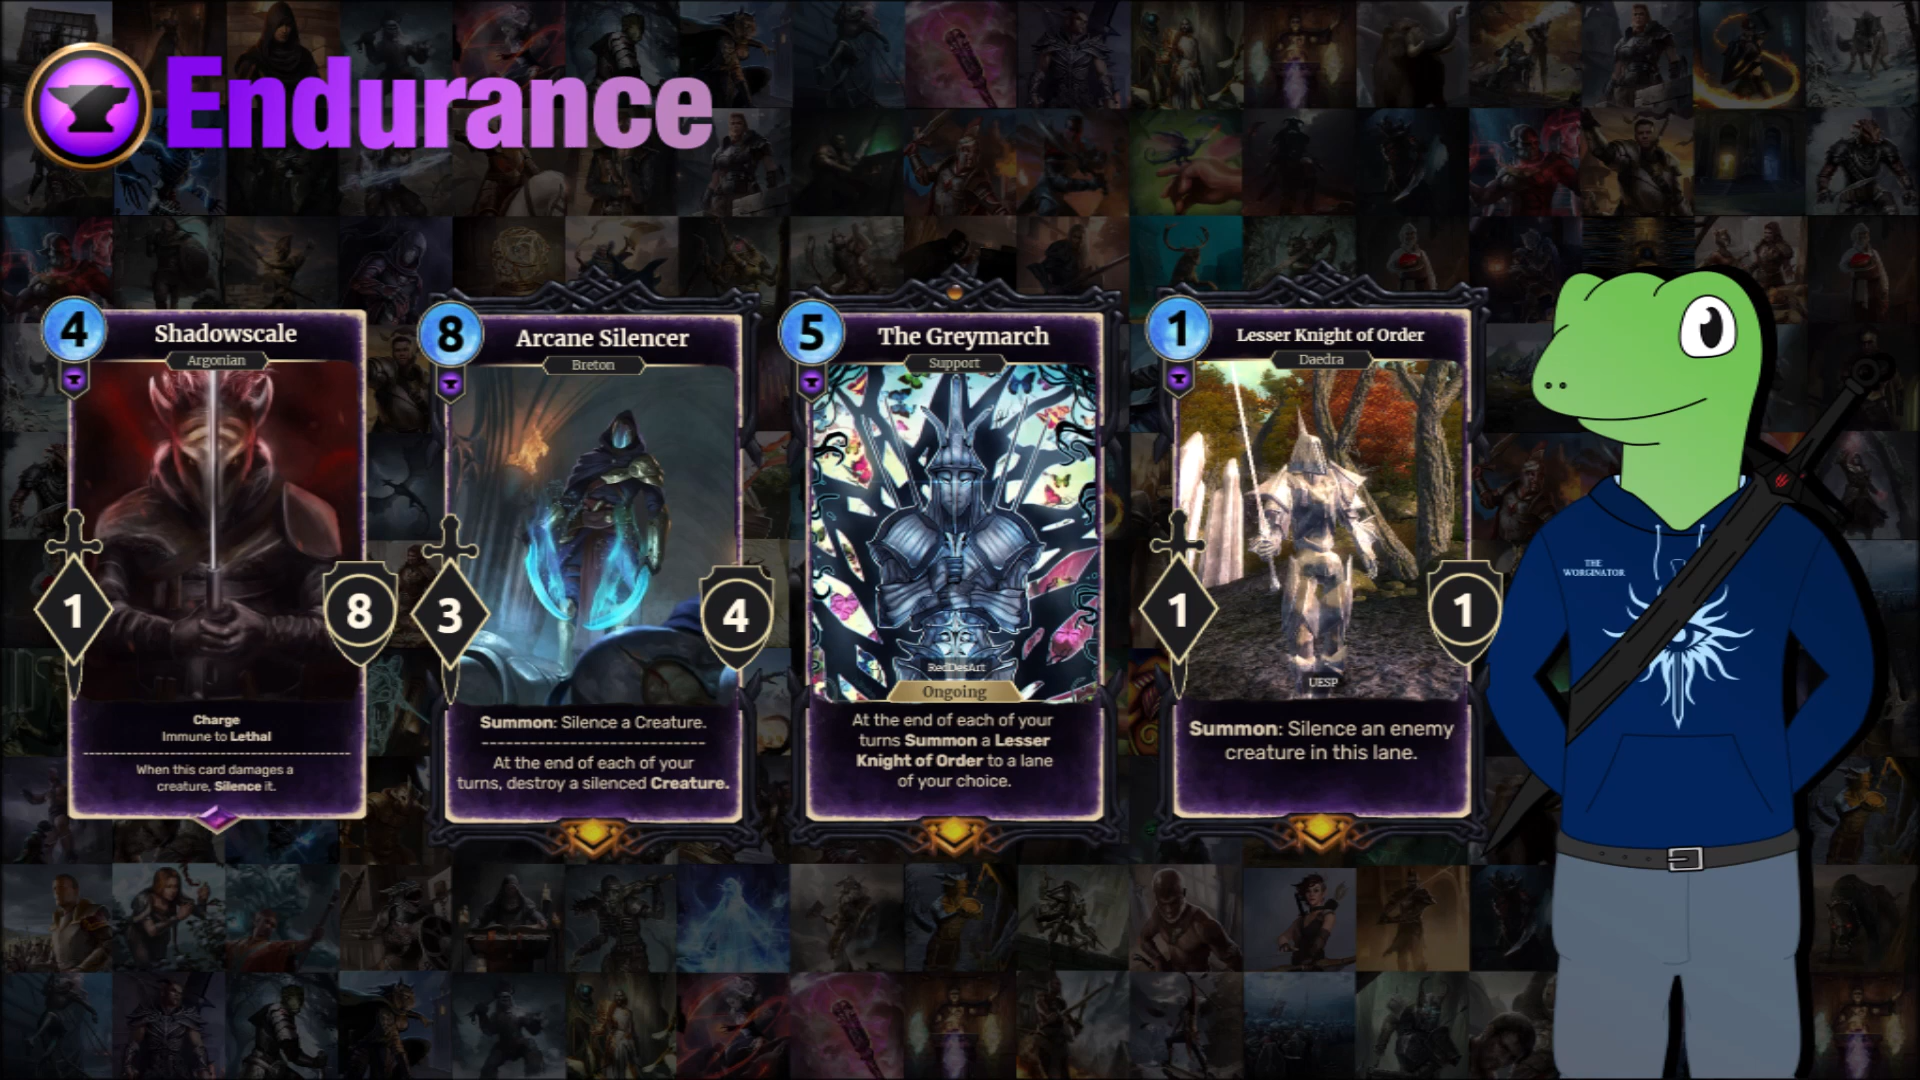 Endurance
4
Shadowscale
Argonian
1
8
Charge
Immune to Lethal
When this card damages a
creature, Silence it.
8
Arcane Silencer
Breton
3
4
Summon: Silence a Creature.
At the end of each of your
turns, destroy a silenced Creature.
5
The Greymarch
Support
RedDesArt
Ongoing
At the end of each of your
turns Summon a Lesser
Knight of Order to a lane
of your choice.
1
Lesser Knight of Order
Daedra
1
1
UESP
Summon: Silence an enemy
creature in this lane.
THE
WORGINATOR